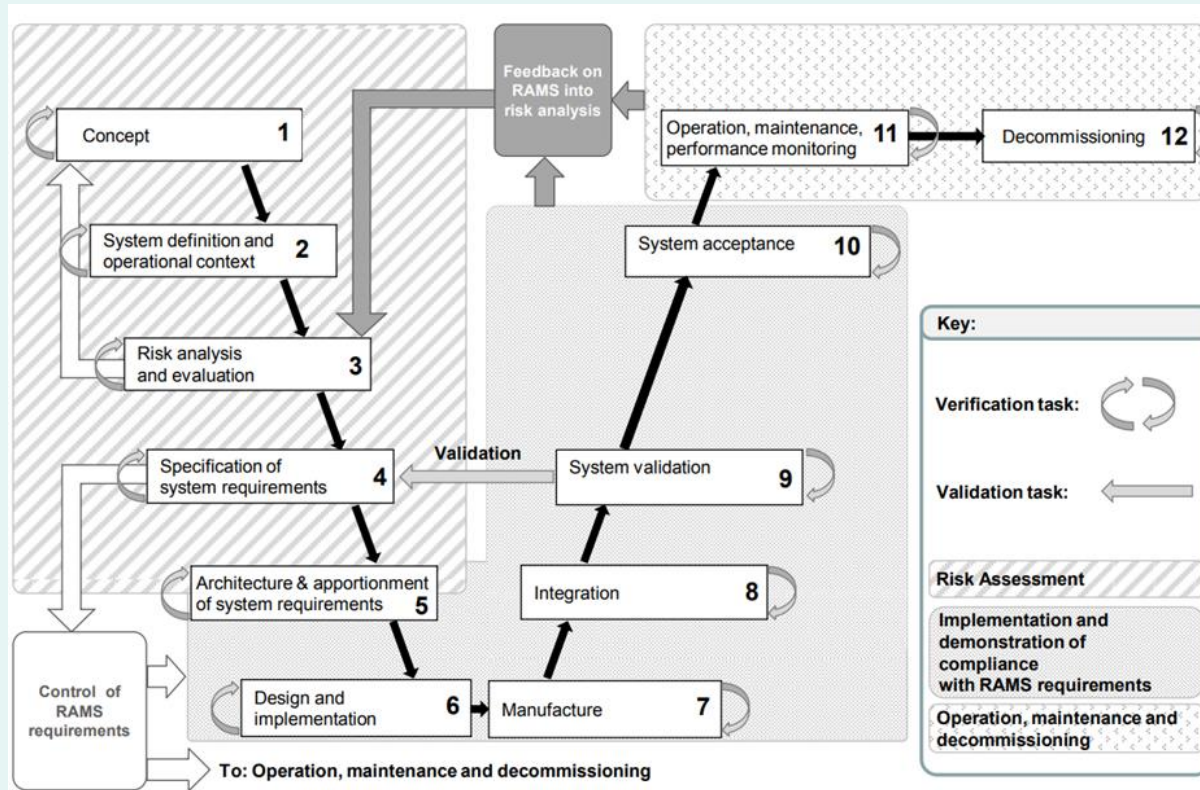 Concept 1
System definition and
operational context 2
Risk analysis
and evaluation 3
Specification of
system requirements 4
Architecture & apportionment
of system requirements 5
Design and
implementation 6
Manufacture 7
Integration 8
System validation 9
Validation
System acceptance 10
Operation, maintenance,
performance monitoring 11
Decommissioning 12
Feedback on
RAMS into
risk analysis
Control of
RAMS
requirements
To: Operation, maintenance and decommissioning
Key:
Verification task:
Validation task:
Risk Assessment
Implementation and
demonstration of
compliance
with RAMS requirements
Operation, maintenance and
decommissioning